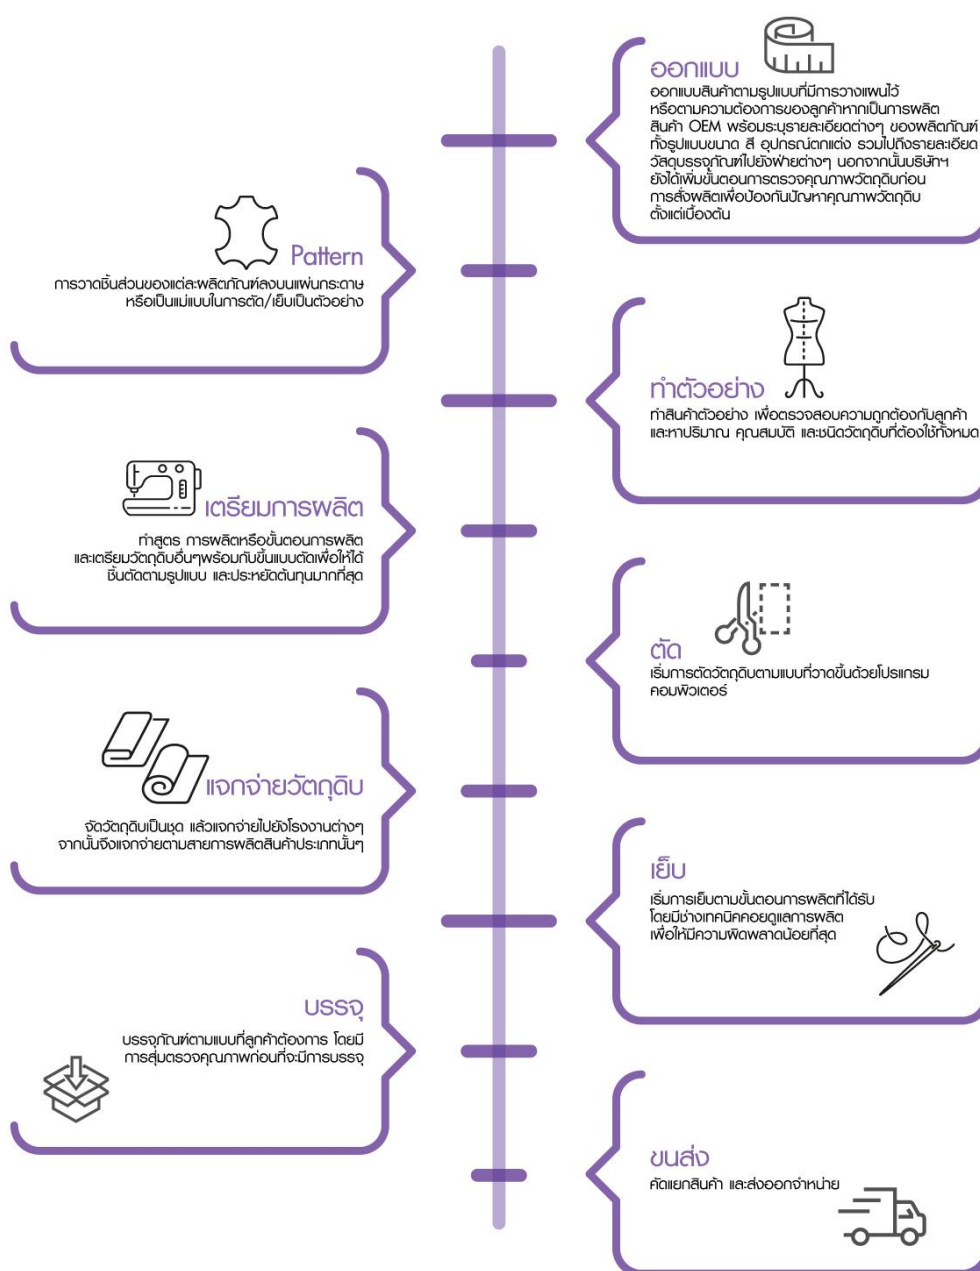 ออกแบบ
ออกแบบสินค้าตามรูปแบบที่มีการวางแผนไว้
หรือตามความต้องการของลูกค้าหากเป็นการผลิต
สินค้า OEM พร้อมระบุรายละเอียดต่างๆ ของผลิตภัณฑ์
ทั้งรูปแบบขนาด สี อุปกรณ์ตกแต่ง รวมไปถึงรายละเอียด
วัสดุบรรจุภัณฑ์ไปยังฝ่ายต่างๆ นอกจากนั้นบริษัทฯ
ยังได้เพิ่มขั้นตอนการตรวจคุณภาพวัตถุดิบก่อน
การสั่งผลิตเพื่อป้องกันปัญหาคุณภาพวัตถุดิบ
ตั้งแต่เบื้องต้น
Pattern
การวาดชิ้นส่วนของแต่ละผลิตภัณฑ์ลงบนแผ่นกระดาษ
หรือเป็นแม่แบบในการตัด/เย็บเป็นตัวอย่าง
ทำตัวอย่าง
ทำสินค้าตัวอย่าง เพื่อตรวจสอบความถูกต้องกับลูกค้า
และหาปริมาณ คุณสมบัติ และชนิดวัตถุดิบที่ต้องใช้ทั้งหมด
เตรียมการผลิต
ทำสูตร การผลิตหรือขั้นตอนการผลิต
และเตรียมวัตถุดิบอื่นๆพร้อมกับขึ้นแบบตัดเพื่อให้ได้
ชิ้นตัดตามรูปแบบ และประหยัดต้นทุนมากที่สุด
ตัด
เริ่มการตัดวัตถุดิบตามแบบที่วาดขึ้นด้วยโปรแกรม
คอมพิวเตอร์
แจกจ่ายวัตถุดิบ
จัดวัตถุดิบเป็นชุด แล้วแจกจ่ายไปยังโรงงานต่างๆ
จากนั้นจึงแจกจ่ายตามสายการผลิตสินค้าประเภทนั้นๆ
เย็บ
เริ่มการเย็บตามขั้นตอนการผลิตที่ได้รับ
โดยมีช่างเทคนิคคอยดูแลการผลิต
เพื่อให้มีความผิดพลาดน้อยที่สุด
บรรจุ
บรรจุภัณฑ์ตามแบบที่ลูกค้าต้องการ โดยมี
การสุ่มตรวจคุณภาพก่อนที่จะมีการบรรจุ
ขนส่ง
คัดแยกสินค้า และส่งออกจำหน่าย